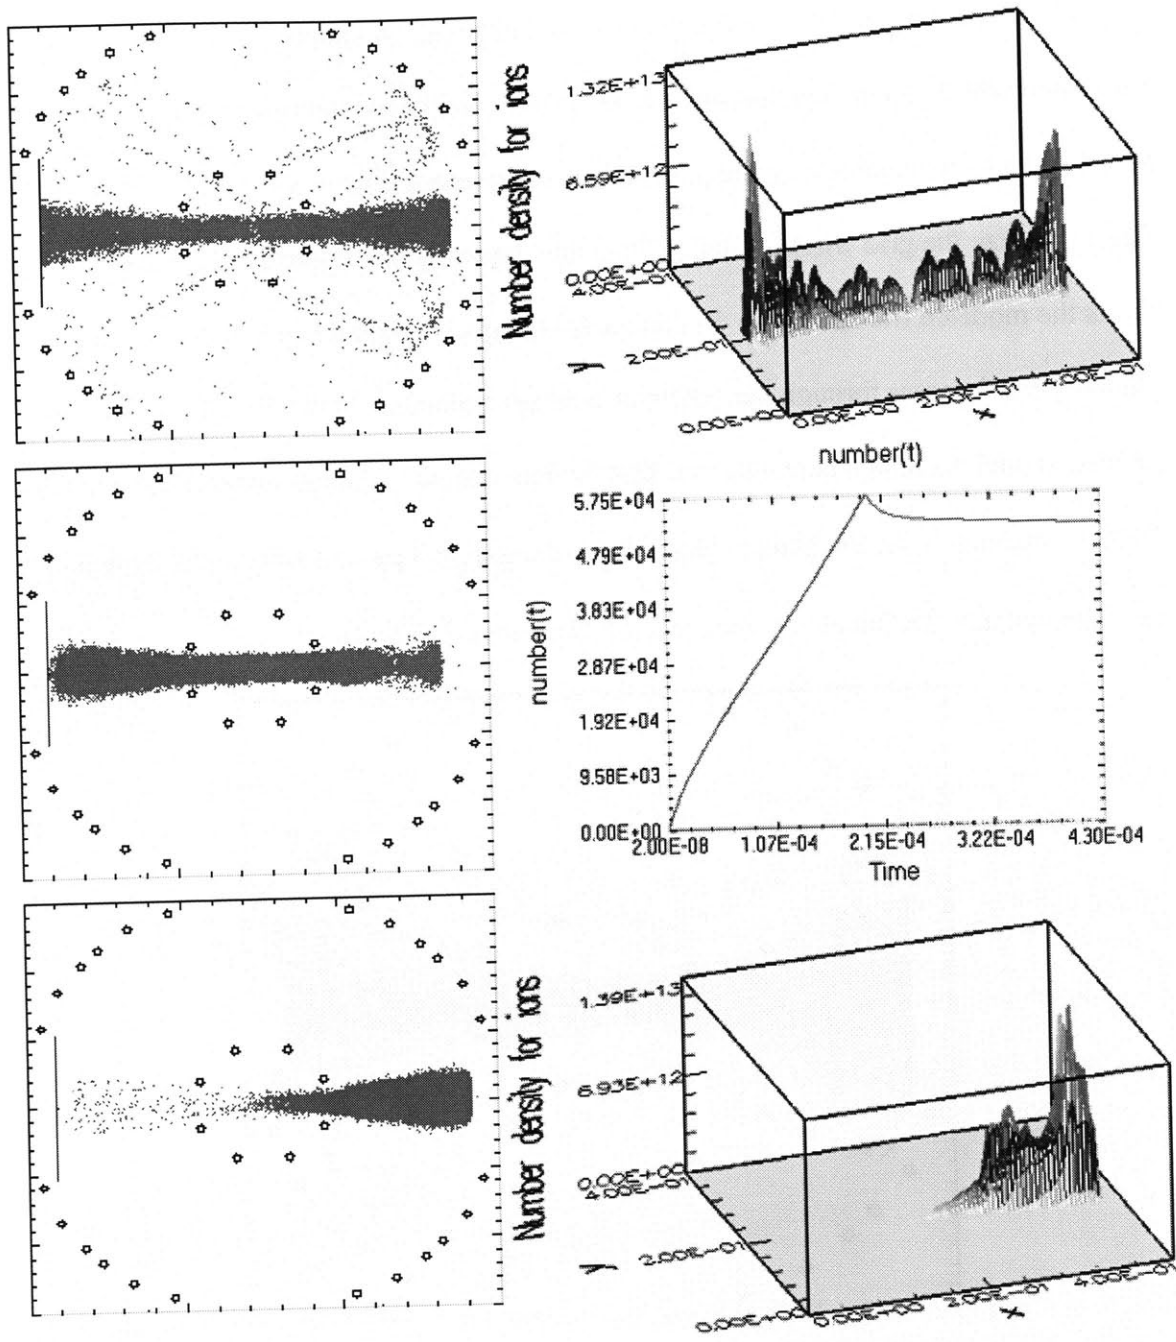 Number density for ions
1.32E+13
6.59E+12
0.00E+00
4.00E-01
2.00E-01
0.00E+00
y
0.00E+00
2.00E-01
4.00E-01
x
number(t)
number(t)
5.75E+04
4.79E+04
3.83E+04
2.87E+04
1.92E+04
9.58E+03
0.00E+00
2.00E-08
1.07E-04
2.15E-04
3.22E-04
4.30E-04
Time
Number density for ions
1.39E+13
6.93E+12
0.00E+00
4.00E-01
2.00E-01
0.00E+00
y
0.00E+00
2.00E-01
4.00E-01
x